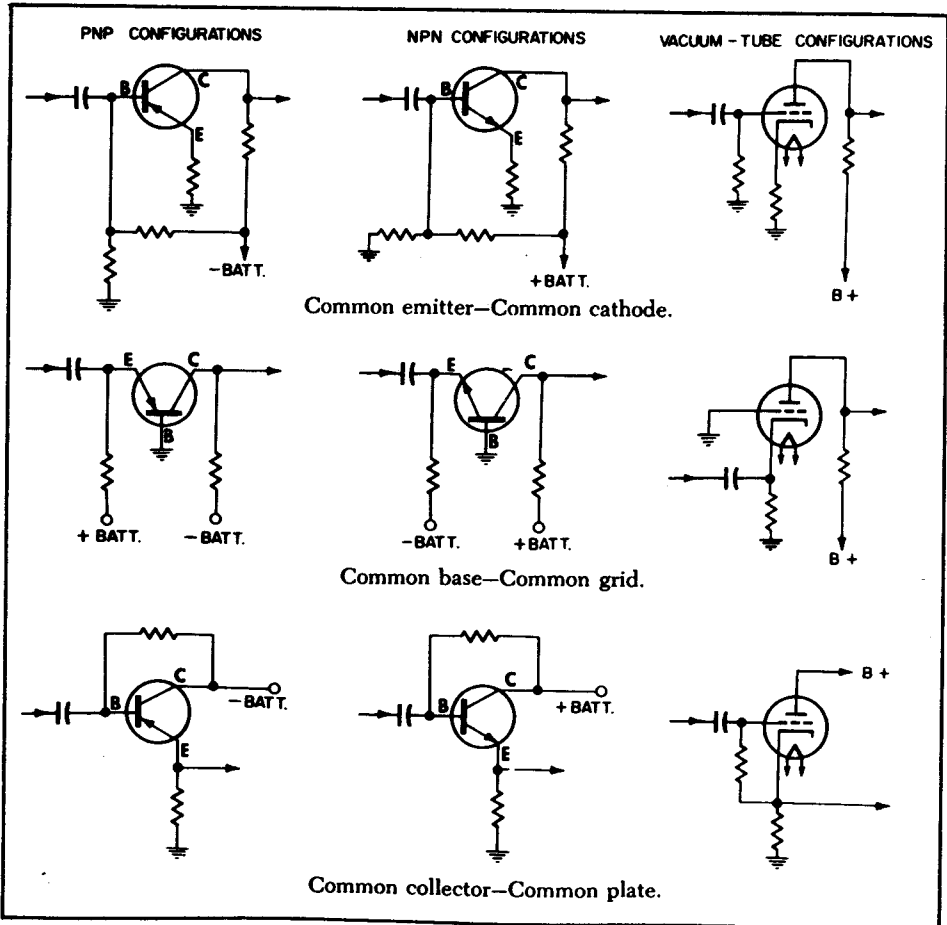 PNP CONFIGURATIONS
NPN CONFIGURATIONS
VACUUM-TUBE CONFIGURATIONS
B
C
E
-BATT.
B
C
E
+BATT.
B+
Common emitter—Common cathode.
E
C
B
+BATT.
-BATT.
E
C
B
-BATT.
+BATT.
B+
Common base—Common grid.
B
C
E
-BATT.
B
C
E
+BATT.
B+
Common collector—Common plate.